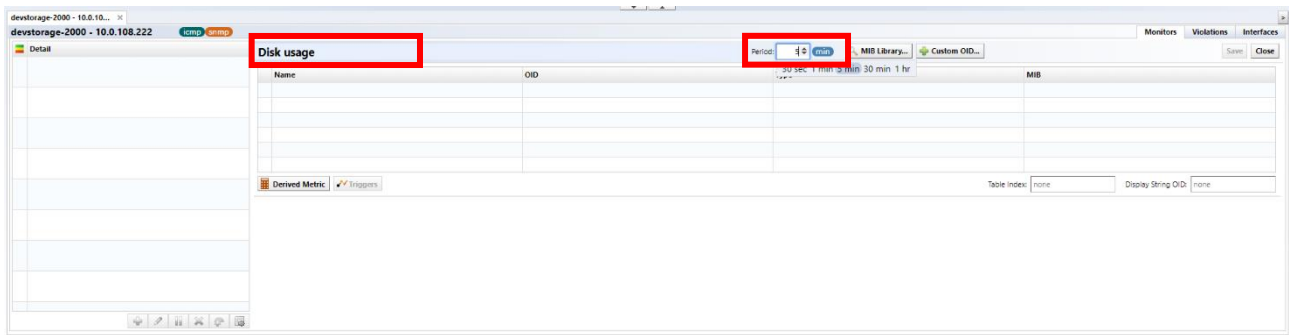 devstorage-2000 - 10.0.10...
devstorage-2000 - 10.0.108.222 icmp snmp Monitors Violations Interfaces
Detail
Disk usage Period: 5 min MIB Library... Custom OID... Save Close
30 sec 1 min 5 min 30 min 1 hr
Name OID MIB
Derived Metric Triggers Table Index: none Display String OID: none